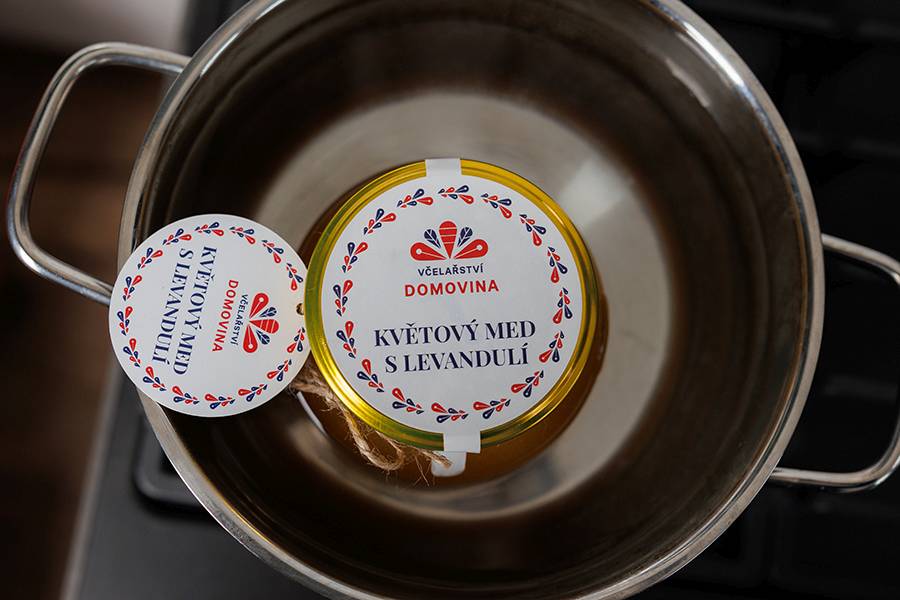 VČELAŘSTVÍ
DOMOVINA
KVĚTOVÝ MED
S LEVANDULÍ
VČELAŘSTVÍ
DOMOVINA
KVĚTOVÝ MED
S LEVANDULÍ